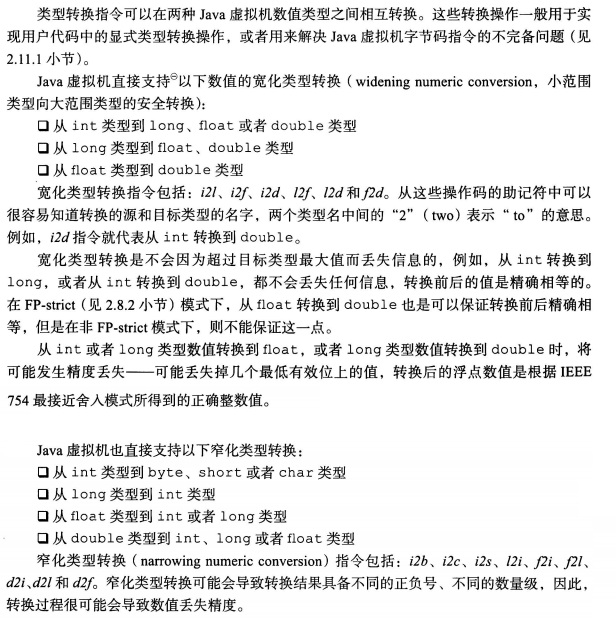 类型转换指令可以在两种 Java 虚拟机数值类型之间相互转换。这些转换操作一般用于实
现用户代码中的显式类型转换操作，或者用来解决 Java 虚拟机字节码指令的不完备问题（见
2.11.1 小节）。
Java 虚拟机直接支持⊖以下数值的宽化类型转换（widening numeric conversion，小范围
类型向大范围类型的安全转换）：
❑ 从 int 类型到 long、float 或者 double 类型
❑ 从 long 类型到 float、double 类型
❑ 从 float 类型到 double 类型
宽化类型转换指令包括：i2l、i2f、i2d、l2f、l2d 和 f2d。从这些操作码的助记符中可以
很容易知道转换的源和目标类型的名字，两个类型名中间的“2”（two）表示“ to”的意思。
例如，i2d 指令就代表从 int 转换到 double。
宽化类型转换是不会因为超过目标类型最大值而丢失信息的，例如，从 int 转换到
long，或者从 int 转换到 double，都不会丢失任何信息，转换前后的值是精确相等的。
在 FP-strict（见 2.8.2 小节）模式下，从 float 转换到 double 也是可以保证转换前后精确相
等，但是在非 FP-strict 模式下，则不能保证这一点。
从 int 或者 long 类型数值转换到 float，或者 long 类型数值转换到 double 时，将
可能发生精度丢失——可能丢失掉几个最低有效位上的值，转换后的浮点数值是根据 IEEE
754 最接近舍入模式所得到的正确整数值。
Java 虚拟机也直接支持以下窄化类型转换：
❑ 从 int 类型到 byte、short 或者 char 类型
❑ 从 long 类型到 int 类型
❑ 从 float 类型到 int 或者 long 类型
❑ 从 double 类型到 int、long 或者 float 类型
窄化类型转换（narrowing numeric conversion）指令包括：i2b、i2c、i2s、l2i、f2i、f2l、
d2i、d2l 和 d2f。窄化类型转换可能会导致转换结果具备不同的正负号、不同的数量级，因此，
转换过程很可能会导致数值丢失精度。